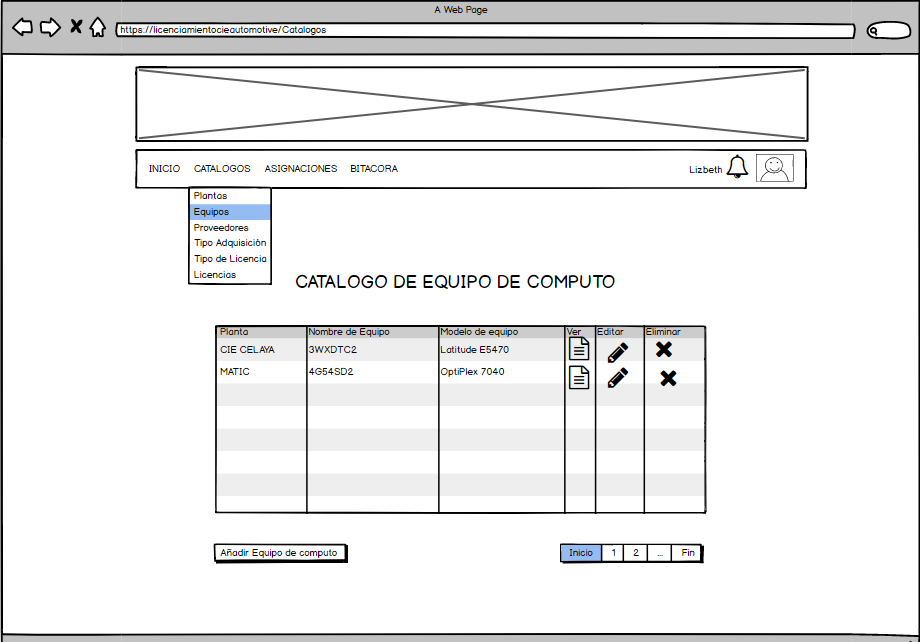 A Web Page
https://licenciamientocieautomotive/Catalogos
INICIO CATALOGOS ASIGNACIONES BITACORA Lizbeth
Plantas
Equipos
Proveedores
Tipo Adquisición
Tipo de Licencia
Licencias
CATALOGO DE EQUIPO DE COMPUTO
Planta Nombre de Equipo Modelo de equipo Ver Editar Eliminar
CIE CELAYA 3WXDTC2 Latitude E5470
MATIC 4G54SD2 OptiPlex 7040
Añadir Equipo de computo Inicio 1 2 ... Fin